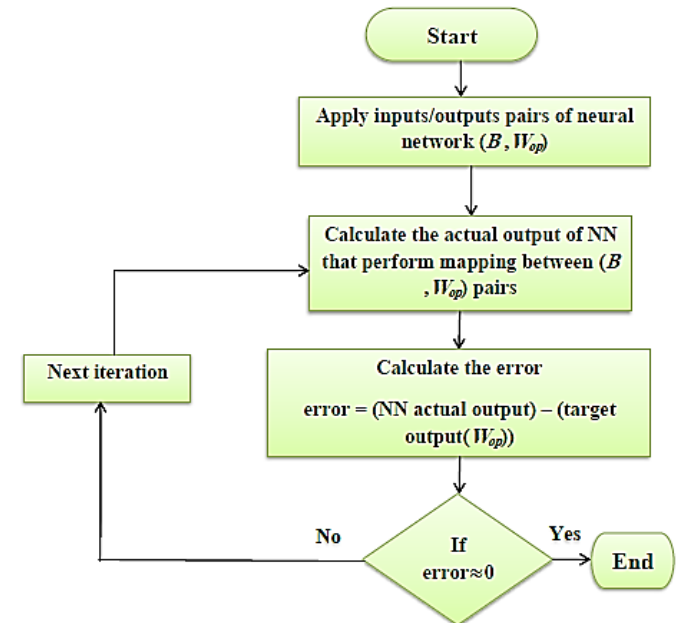 Start
Apply inputs/outputs pairs of neural
network (B, Wop)
Calculate the actual output of NN
that perform mapping between (B
, Wop) pairs
Next iteration
Calculate the error
error = (NN actual output) – (target
output(Wop))
No
Yes
If
error≈0
End